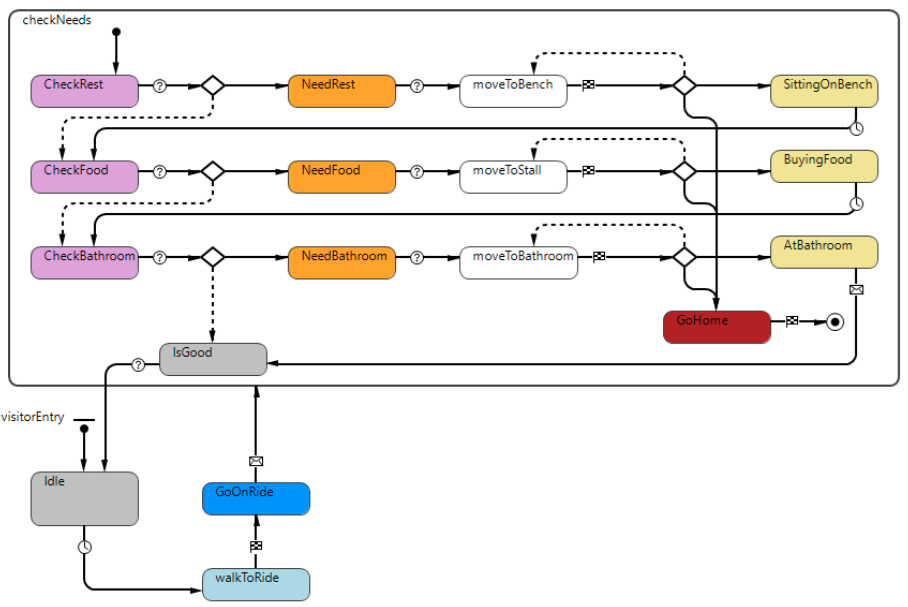 checkNeeds
CheckRest
NeedRest
moveToBench
SittingOnBench
CheckFood
NeedFood
moveToStall
BuyingFood
CheckBathroom
NeedBathroom
moveToBathroom
AtBathroom
GoHome
IsGood
visitorEntry
Idle
GoOnRide
walkToRide